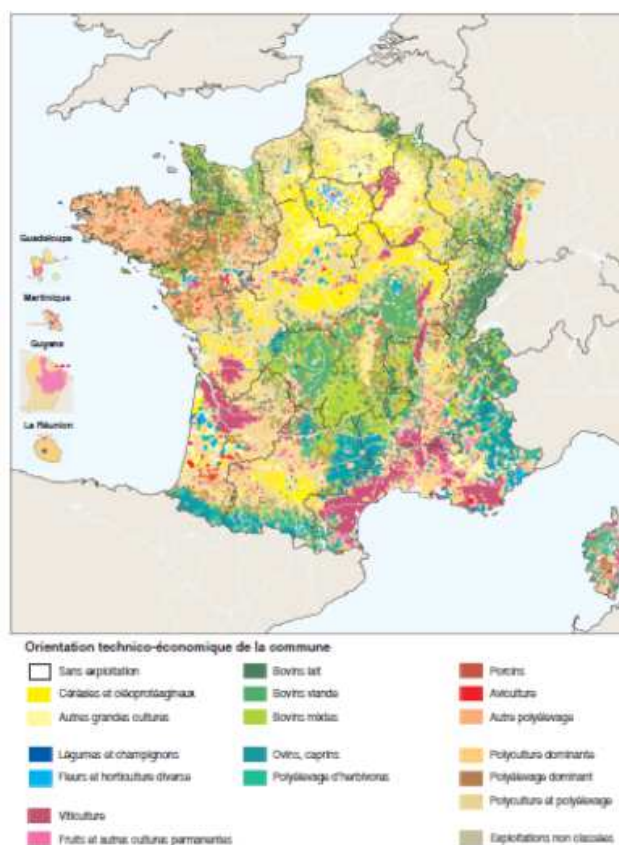 Guadeloupe
Martinique
Guyane
La Réunion
Orientation technico-économique de la commune
Sans exploitation
Céréales et oléoprotéagineux
Autres grandes cultures
Légumes et champignons
Fleurs et horticulture diverse
Viticulture
Fruits et autres cultures permanentes
Bovins lait
Bovins viande
Bovins mixtes
Ovins, caprins
Polyélevage d'herbivores
Porcins
Aviculture
Autre polyélevage
Polyculture dominante
Polyélevage dominant
Polyculture et polyélevage
Exploitations non classées